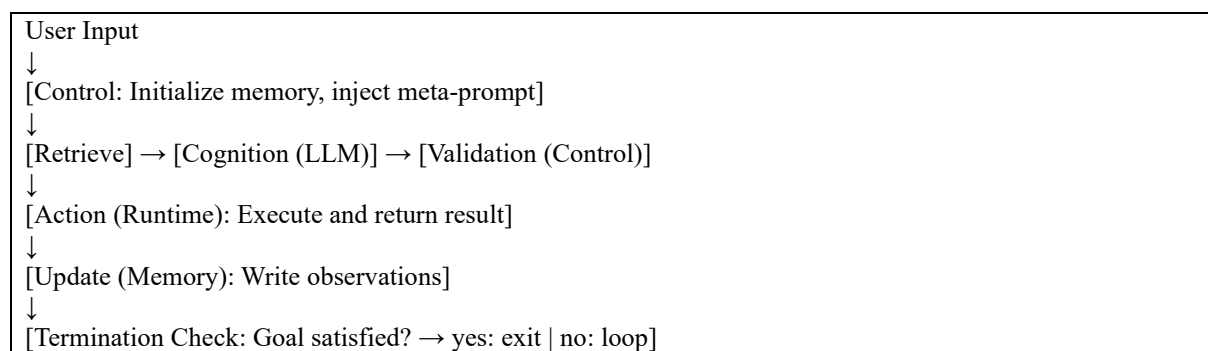 User Input
↓
[Control: Initialize memory, inject meta-prompt]
↓
[Retrieve] → [Cognition (LLM)] → [Validation (Control)]
↓
[Action (Runtime): Execute and return result]
↓
[Update (Memory): Write observations]
↓
[Termination Check: Goal satisfied? → yes: exit | no: loop]